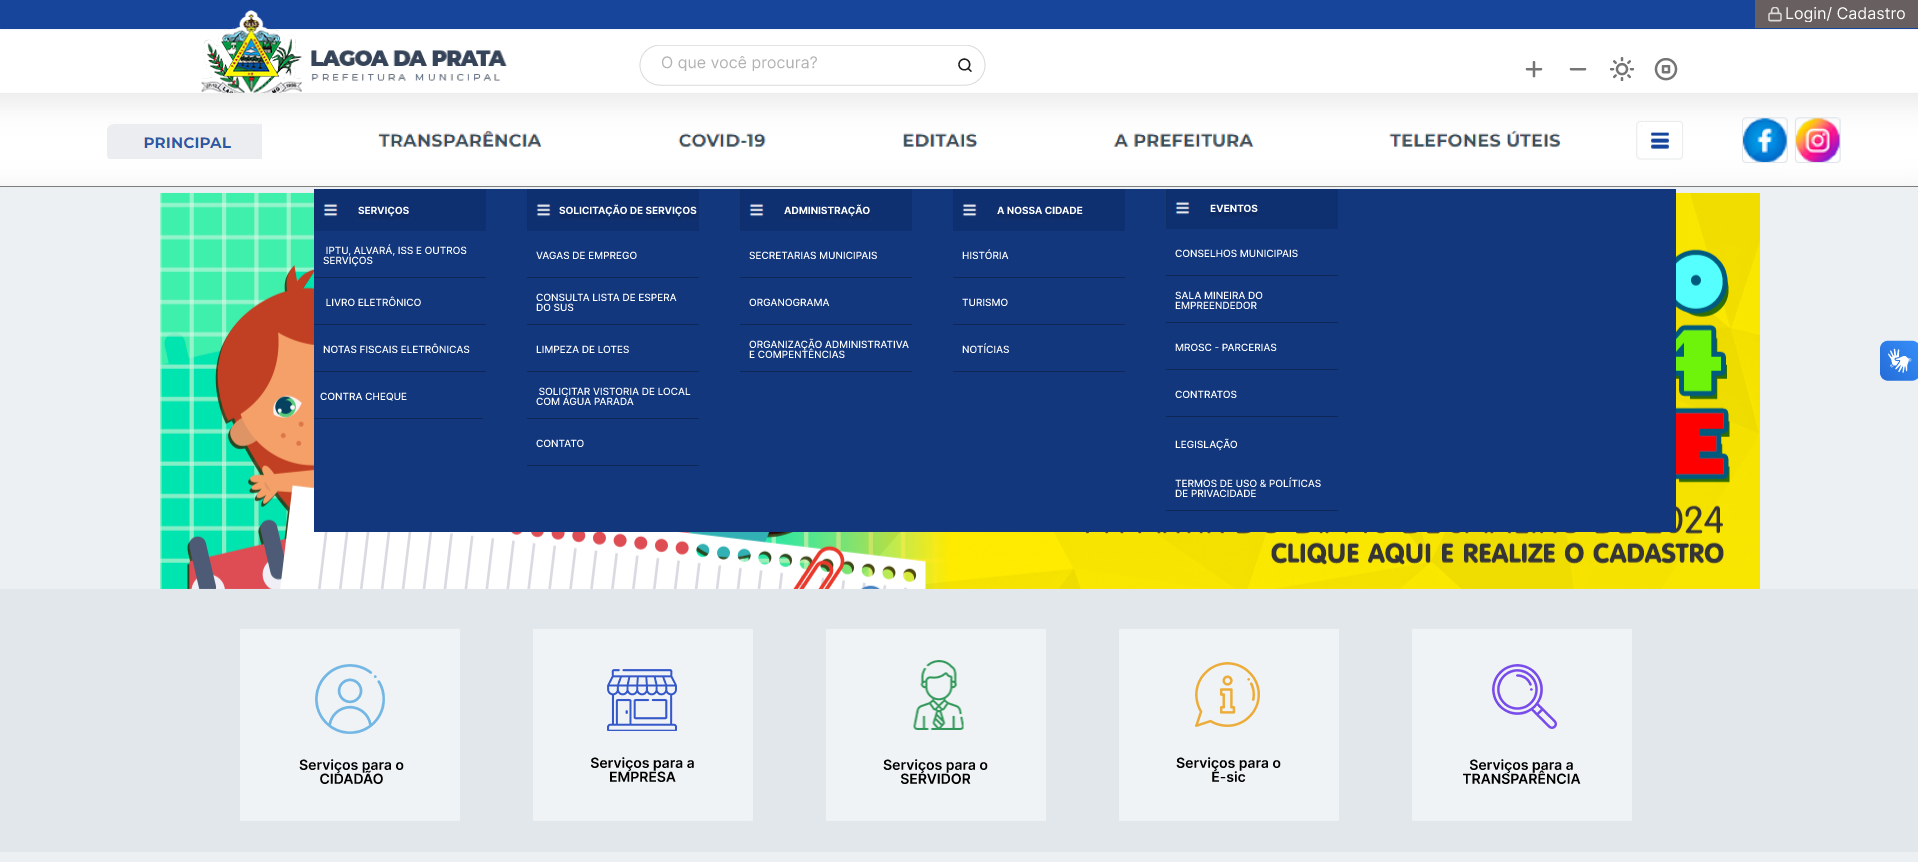 Login/ Cadastro
LAGOA DA PRATA
PREFEITURA MUNICIPAL
O que você procura?
PRINCIPAL
TRANSPARÊNCIA
COVID-19
EDITAIS
A PREFEITURA
TELEFONES ÚTEIS
SERVIÇOS
IPTU, ALVARÁ, ISS E OUTROS
SERVIÇOS
LIVRO ELETRÔNICO
NOTAS FISCAIS ELETRÔNICAS
CONTRA CHEQUE
SOLICITAÇÃO DE SERVIÇOS
VAGAS DE EMPREGO
CONSULTA LISTA DE ESPERA
DO SUS
LIMPEZA DE LOTES
SOLICITAR VISTORIA DE LOCAL
COM ÁGUA PARADA
CONTATO
ADMINISTRAÇÃO
SECRETARIAS MUNICIPAIS
ORGANOGRAMA
ORGANIZAÇÃO ADMINISTRATIVA
E COMPENTÊNCIAS
A NOSSA CIDADE
HISTÓRIA
TURISMO
NOTÍCIAS
EVENTOS
CONSELHOS MUNICIPAIS
SALA MINEIRA DO
EMPREENDEDOR
MROSC - PARCERIAS
CONTRATOS
LEGISLAÇÃO
TERMOS DE USO & POLÍTICAS
DE PRIVACIDADE
2024
CLIQUE AQUI E REALIZE O CADASTRO
Serviços para o
CIDADÃO
Serviços para a
EMPRESA
Serviços para o
SERVIDOR
Serviços para o
E-sic
Serviços para a
TRANSPARÊNCIA